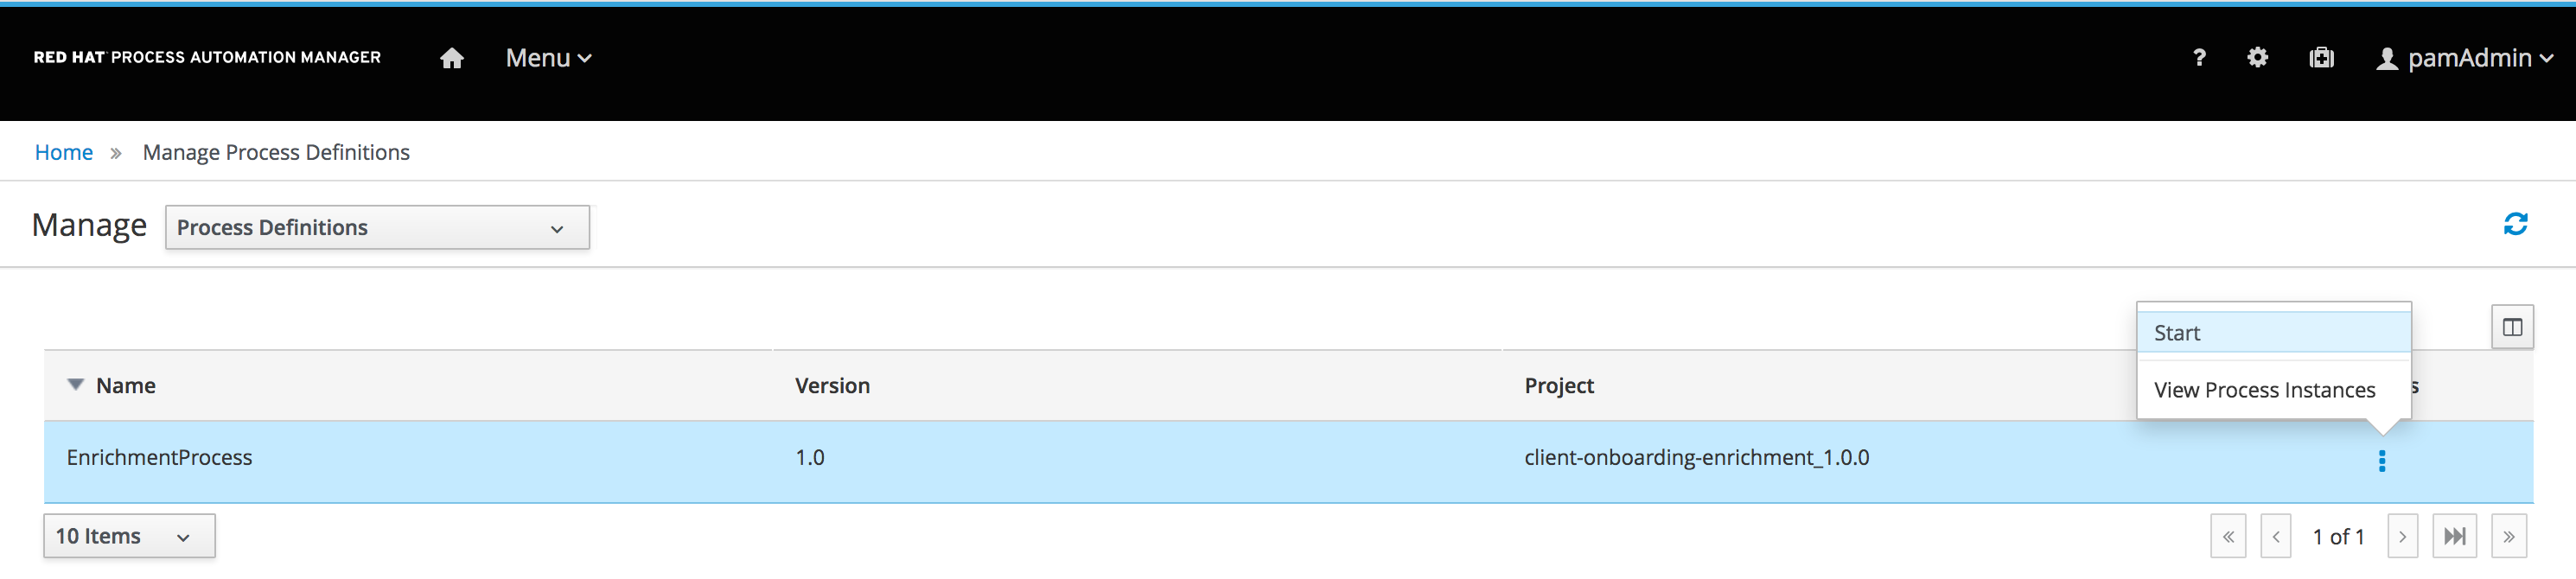 RED HAT PROCESS AUTOMATION MANAGER Menu ? pamAdmin
Home » Manage Process Definitions
Manage Process Definitions
Start
View Process Instances
Name Version Project
EnrichmentProcess 1.0 client-onboarding-enrichment_1.0.0
10 Items « < 1 of 1 > »